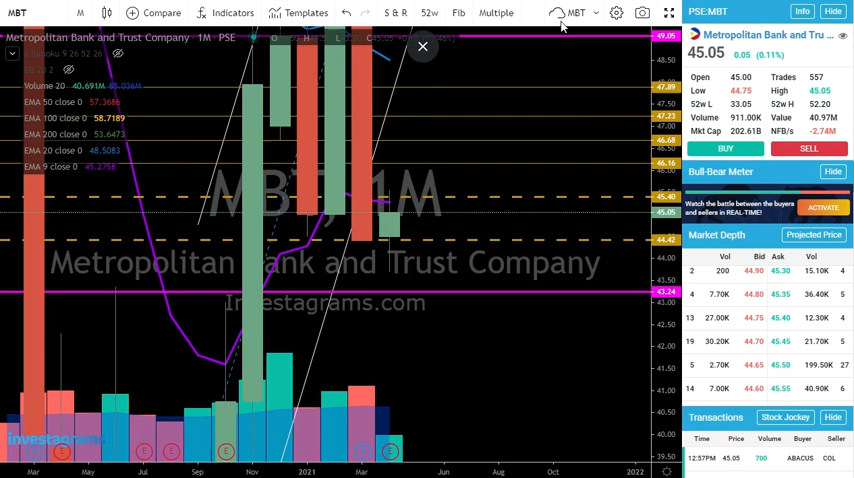 MBT M Compare Indicators Templates S & R 52w Fib Multiple MBT
Metropolitan Bank and Trust Company · 1M · PSE O H L C
Ichimoku 9 26 52 26
BB 20 2
Volume 20 40.691M 85.036M
EMA 50 close 0 57.3686
EMA 100 close 0 58.7189
EMA 200 close 0 53.6473
EMA 20 close 0 48.5083
EMA 9 close 0 45.2758
MBT, 1M
Metropolitan Bank and Trust Company
Investagrams.com
investagrams
E E E E E E E
49.05
48.50
47.89
47.23
47.00
46.68
46.50
46.16
45.40
45.05
44.42
44.00
43.50
43.24
42.50
42.00
41.50
41.00
40.50
40.00
39.50
Mar May Jul Sep Nov 2021 Mar Jun Aug Oct 2022
PSE:MBT Info Hide
Metropolitan Bank and Tru ...
45.05 0.05 (0.11%)
Open 45.00 Trades 557
Low 44.75 High 45.05
52w L 33.05 52w H 52.20
Volume 911.00K Value 40.97M
Mkt Cap 202.61B NFB/s -2.74M
BUY SELL
Bull-Bear Meter Hide
Watch the battle between the buyers
and sellers in REAL-TIME!
ACTIVATE
Market Depth Projected Price
Vol Bid Ask Vol
2 200 44.90 45.30 15.10K 4
4 7.70K 44.80 45.35 36.40K 5
13 27.00K 44.75 45.40 12.30K 4
19 30.20K 44.70 45.45 21.70K 5
5 2.70K 44.65 45.50 199.50K 27
14 7.00K 44.60 45.55 40.90K 6
Transactions Stock Jockey Hide
Time Price Volume Buyer Seller
12:57PM 45.05 700 ABACUS COL